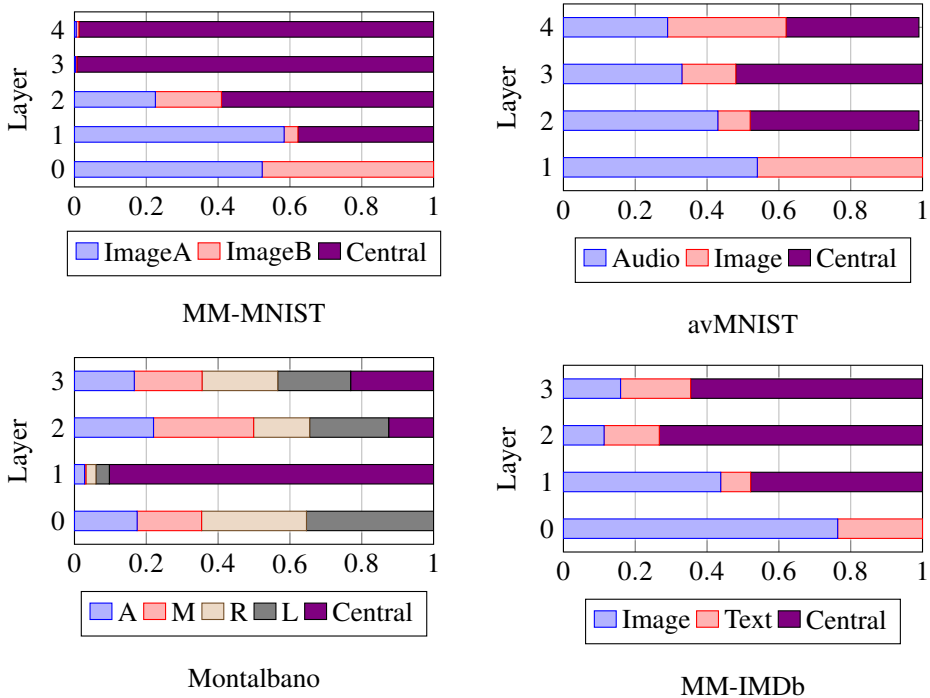 4
3
2
1
0
Layer
0 0.2 0.4 0.6 0.8 1
ImageA ImageB Central
MM-MNIST
4
3
2
1
Layer
0 0.2 0.4 0.6 0.8 1
Audio Image Central
avMNIST
3
2
1
0
Layer
0 0.2 0.4 0.6 0.8 1
A M R L Central
Montalbano
3
2
1
0
Layer
0 0.2 0.4 0.6 0.8 1
Image Text Central
MM-IMDb